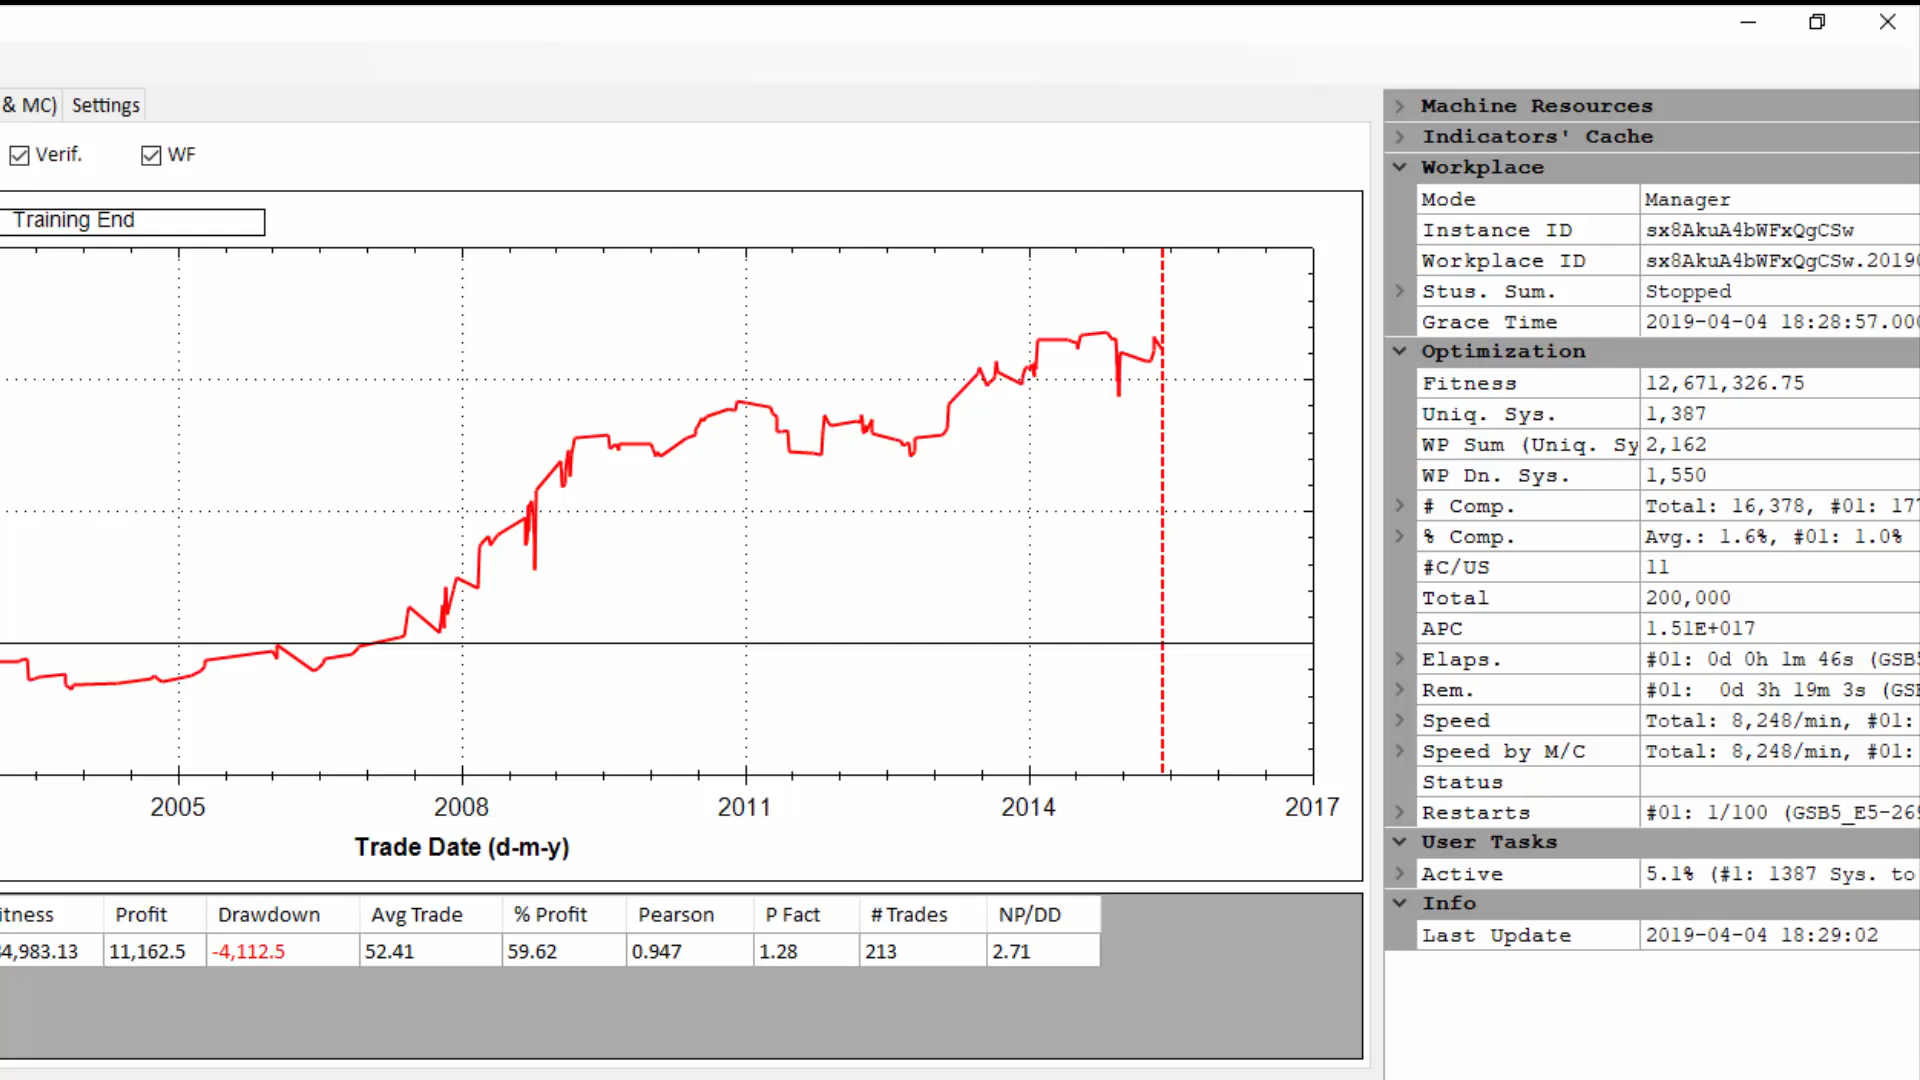 & MC) Settings
Verif. WF
Training End
2005 2008 2011 2014 2017
Trade Date (d-m-y)
itness Profit Drawdown Avg Trade % Profit Pearson P Fact # Trades NP/DD
4,983.13 11,162.5 -4,112.5 52.41 59.62 0.947 1.28 213 2.71
Machine Resources
Indicators' Cache
Workplace
Mode Manager
Instance ID sx8AkuA4bWFxQgCSw
Workplace ID sx8AkuA4bWFxQgCSw.2019
Stus. Sum. Stopped
Grace Time 2019-04-04 18:28:57.00
Optimization
Fitness 12,671,326.75
Uniq. Sys. 1,387
WP Sum (Uniq. Sy 2,162
WP Dn. Sys. 1,550
# Comp. Total: 16,378, #01: 17
% Comp. Avg.: 1.6%, #01: 1.0%
#C/US 11
Total 200,000
APC 1.51E+017
Elaps. #01: 0d 0h 1m 46s (GSB5
Rem. #01: 0d 3h 19m 3s (GS
Speed Total: 8,248/min, #01:
Speed by M/C Total: 8,248/min, #01:
Status
Restarts #01: 1/100 (GSB5_E5-26
User Tasks
Active 5.1% (#1: 1387 Sys. to
Info
Last Update 2019-04-04 18:29:02